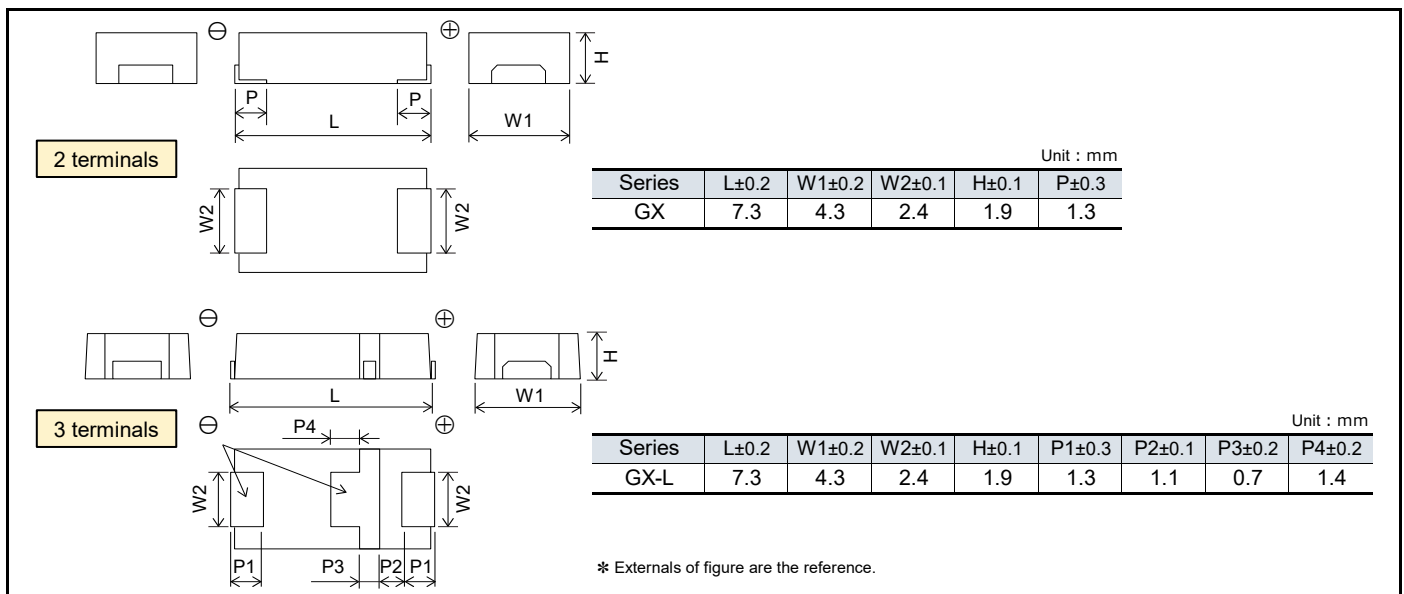 ⊖ ⊕
H
P P
L W1
2 terminals
Unit : mm
Series L±0.2 W1±0.2 W2±0.1 H±0.1 P±0.3
GX 7.3 4.3 2.4 1.9 1.3
W2 W2
⊖ ⊕
H
L W1
3 terminals
⊖ P4 ⊕
Unit : mm
Series L±0.2 W1±0.2 W2±0.1 H±0.1 P1±0.3 P2±0.1 P3±0.2 P4±0.2
GX-L 7.3 4.3 2.4 1.9 1.3 1.1 0.7 1.4
W2 W2
P1 P3 P2 P1
✻ Externals of figure are the reference.